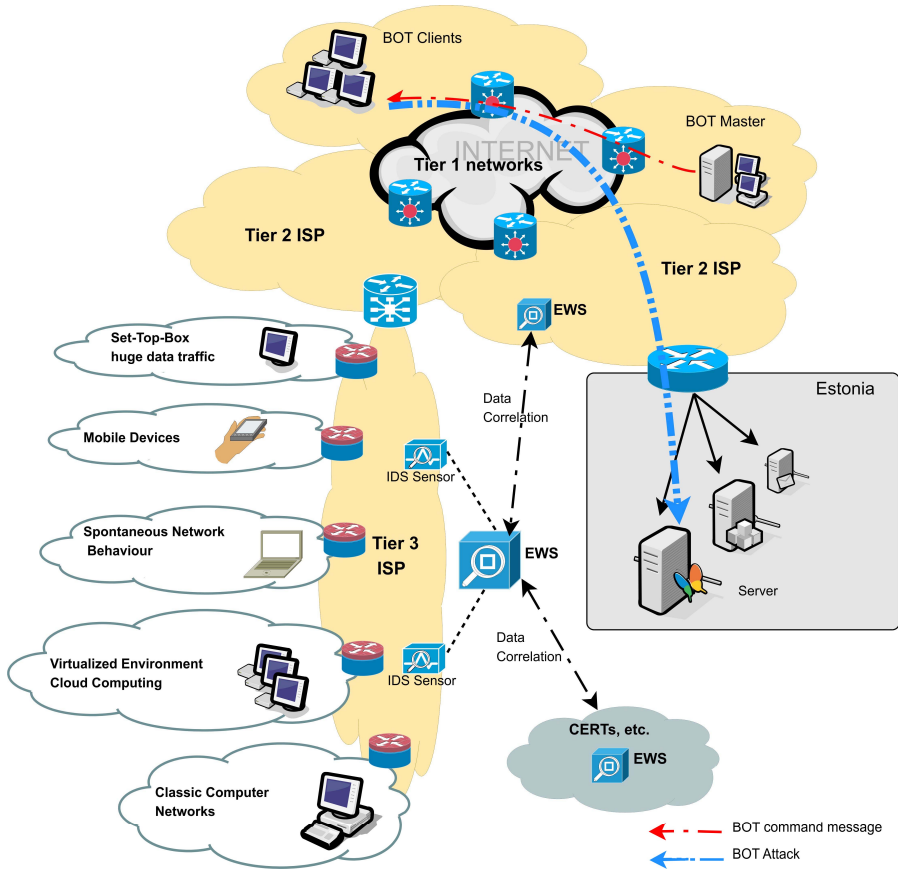 BOT Clients
BOT Master
INTERNET
Tier 1 networks
Tier 2 ISP
Tier 2 ISP
EWS
Set-Top-Box
huge data traffic
Estonia
Data
Correlation
Mobile Devices
IDS Sensor
Spontaneous Network
Behaviour
Tier 3
ISP
EWS
Server
Data
Correlation
Virtualized Environment
Cloud Computing
IDS Sensor
CERTs, etc.
EWS
Classic Computer
Networks
BOT command message
BOT Attack